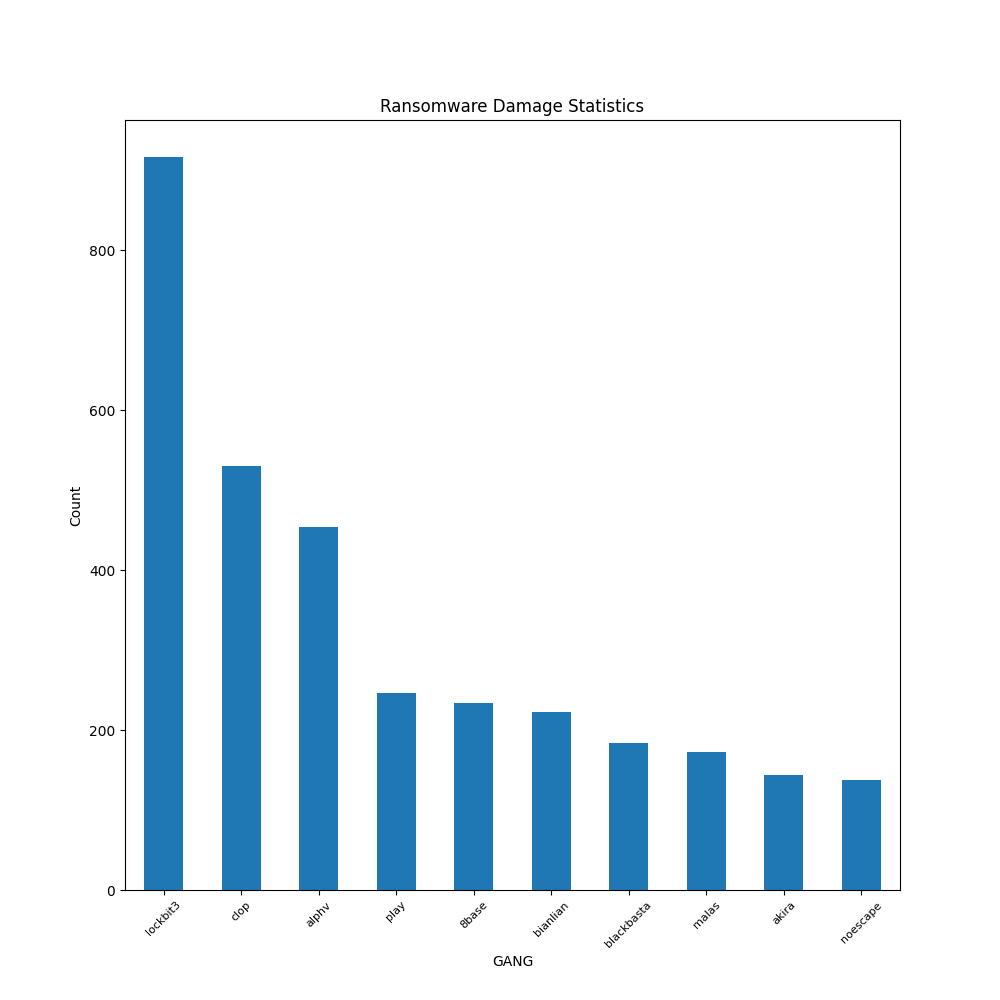 Ransomware Damage Statistics
Count
800
600
400
200
0
lockbit3
clop
alphv
play
8base
bianlian
blackbasta
malas
akira
noescape
GANG